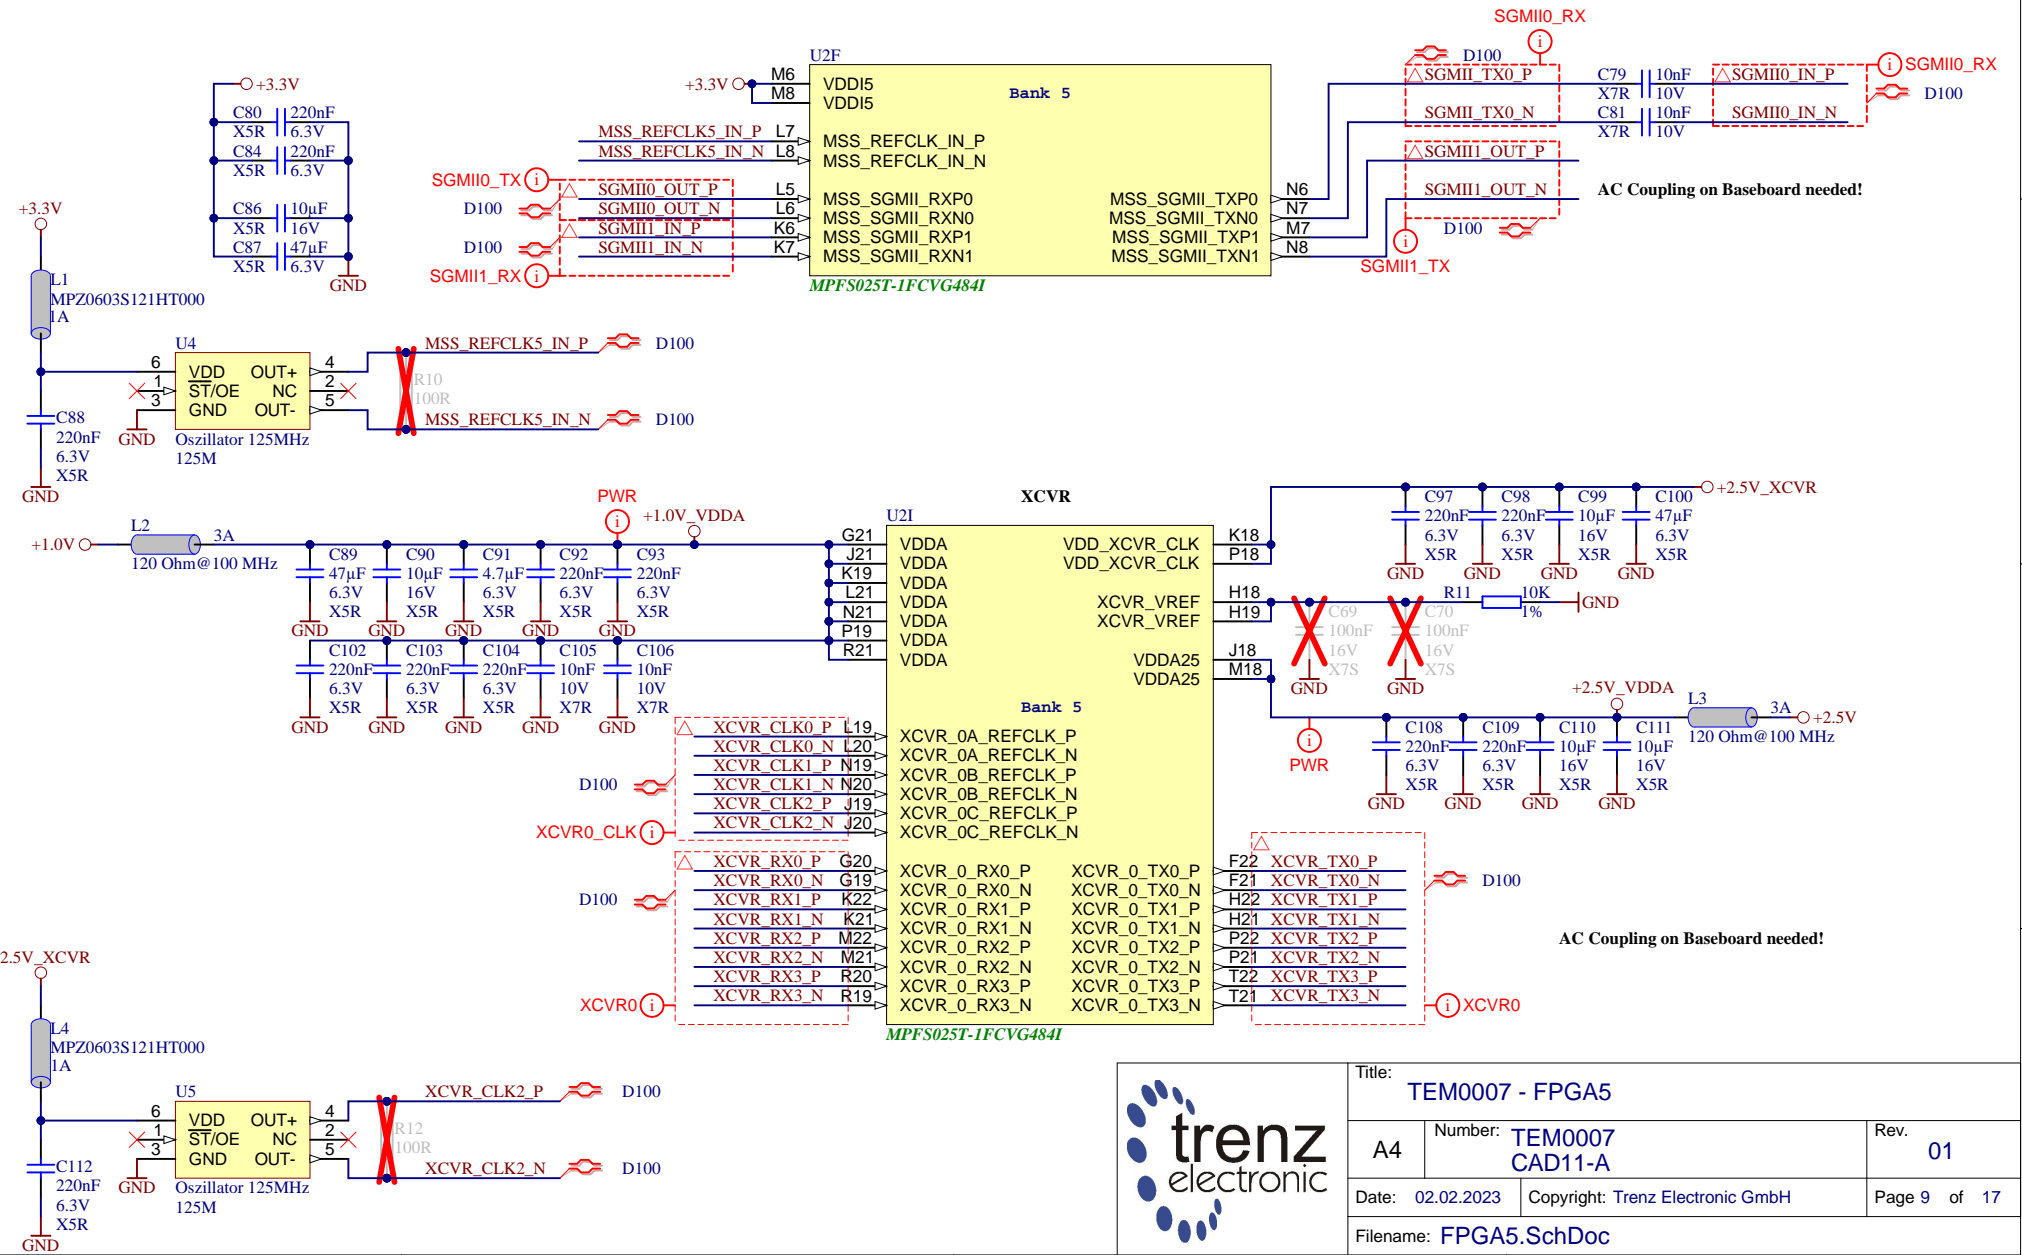 +3.3V
C80 220nF
X5R 6.3V
C84 220nF
X5R 6.3V
C86 10µF
X5R 16V
C87 47µF
X5R 6.3V
GND
U2F
+3.3V
M6 VDDI5
M8 VDDI5
Bank 5
MSS_REFCLK5_IN_P L7 MSS_REFCLK_IN_P
MSS_REFCLK5_IN_N L8 MSS_REFCLK_IN_N
SGMII0_TX
SGMII0_OUT_P L5 MSS_SGMII_RXP0
D100
SGMII0_OUT_N L6 MSS_SGMII_RXN0
SGMII1_IN_P K6 MSS_SGMII_RXP1
D100
SGMII1_IN_N K7 MSS_SGMII_RXN1
SGMII1_RX
MSS_SGMII_TXP0 N6
MSS_SGMII_TXN0 N7
MSS_SGMII_TXP1 M7
MSS_SGMII_TXN1 N8
MPFS025T-1FCVG484I
SGMII0_RX
D100
SGMII_TX0_P
SGMII_TX0_N
C79 10nF
X7R 10V
C81 10nF
X7R 10V
SGMII0_IN_P
SGMII0_IN_N
SGMII0_RX
D100
SGMII1_OUT_P
SGMII1_OUT_N
D100
SGMII1_TX
AC Coupling on Baseboard needed!
+3.3V
L1
MPZ0603S121HT000
1A
U4
6 VDD OUT+ 4
1 ST/OE NC 2
3 GND OUT- 5
GND
Oszillator 125MHz
125M
C88
220nF
6.3V
X5R
GND
MSS_REFCLK5_IN_P D100
R10
100R
MSS_REFCLK5_IN_N D100
XCVR
+1.0V
L2
3A
120 Ohm@100 MHz
PWR
+1.0V_VDDA
C89 C90 C91 C92 C93
47µF 10µF 4.7µF 220nF 220nF
6.3V 16V 6.3V 6.3V 6.3V
X5R X5R X5R X5R X5R
GND GND GND GND GND
C102 C103 C104 C105 C106
220nF 220nF 220nF 10nF 10nF
6.3V 6.3V 6.3V 10V 10V
X5R X5R X5R X7R X7R
GND GND GND GND GND
U2I
G21 VDDA
J21 VDDA
K19 VDDA
L21 VDDA
N21 VDDA
P19 VDDA
R21 VDDA
VDD_XCVR_CLK K18
VDD_XCVR_CLK P18
XCVR_VREF H18
XCVR_VREF H19
VDDA25 J18
VDDA25 M18
Bank 5
+2.5V_XCVR
C97 C98 C99 C100
220nF 220nF 10µF 47µF
6.3V 6.3V 16V 6.3V
X5R X5R X5R X5R
GND GND GND GND
C69 C70
100nF 100nF
16V 16V
X7S X7S
GND GND
R11 10K
1%
GND
+2.5V_VDDA
L3
3A
+2.5V
120 Ohm@100 MHz
PWR
C108 C109 C110 C111
220nF 220nF 10µF 10µF
6.3V 6.3V 16V 16V
X5R X5R X5R X5R
GND GND GND GND
XCVR_CLK0_P L19 XCVR_0A_REFCLK_P
XCVR_CLK0_N L20 XCVR_0A_REFCLK_N
XCVR_CLK1_P N19 XCVR_0B_REFCLK_P
XCVR_CLK1_N N20 XCVR_0B_REFCLK_N
XCVR_CLK2_P J19 XCVR_0C_REFCLK_P
XCVR_CLK2_N J20 XCVR_0C_REFCLK_N
D100
XCVR0_CLK
XCVR_RX0_P G20 XCVR_0_RX0_P
XCVR_RX0_N G19 XCVR_0_RX0_N
XCVR_RX1_P K22 XCVR_0_RX1_P
XCVR_RX1_N K21 XCVR_0_RX1_N
XCVR_RX2_P M22 XCVR_0_RX2_P
XCVR_RX2_N M21 XCVR_0_RX2_N
XCVR_RX3_P R20 XCVR_0_RX3_P
XCVR_RX3_N R19 XCVR_0_RX3_N
D100
XCVR0
XCVR_0_TX0_P F22 XCVR_TX0_P
XCVR_0_TX0_N F21 XCVR_TX0_N
XCVR_0_TX1_P H22 XCVR_TX1_P
XCVR_0_TX1_N H21 XCVR_TX1_N
XCVR_0_TX2_P P22 XCVR_TX2_P
XCVR_0_TX2_N P21 XCVR_TX2_N
XCVR_0_TX3_P T22 XCVR_TX3_P
XCVR_0_TX3_N T21 XCVR_TX3_N
D100
XCVR0
AC Coupling on Baseboard needed!
MPFS025T-1FCVG484I
2.5V_XCVR
L4
MPZ0603S121HT000
1A
U5
6 VDD OUT+ 4
1 ST/OE NC 2
3 GND OUT- 5
GND
Oszillator 125MHz
125M
C112
220nF
6.3V
X5R
GND
XCVR_CLK2_P D100
R12
100R
XCVR_CLK2_N D100
trenz
electronic
Title: TEM0007 - FPGA5
A4 Number: TEM0007
CAD11-A
Rev. 01
Date: 02.02.2023 Copyright: Trenz Electronic GmbH Page 9 of 17
Filename: FPGA5.SchDoc